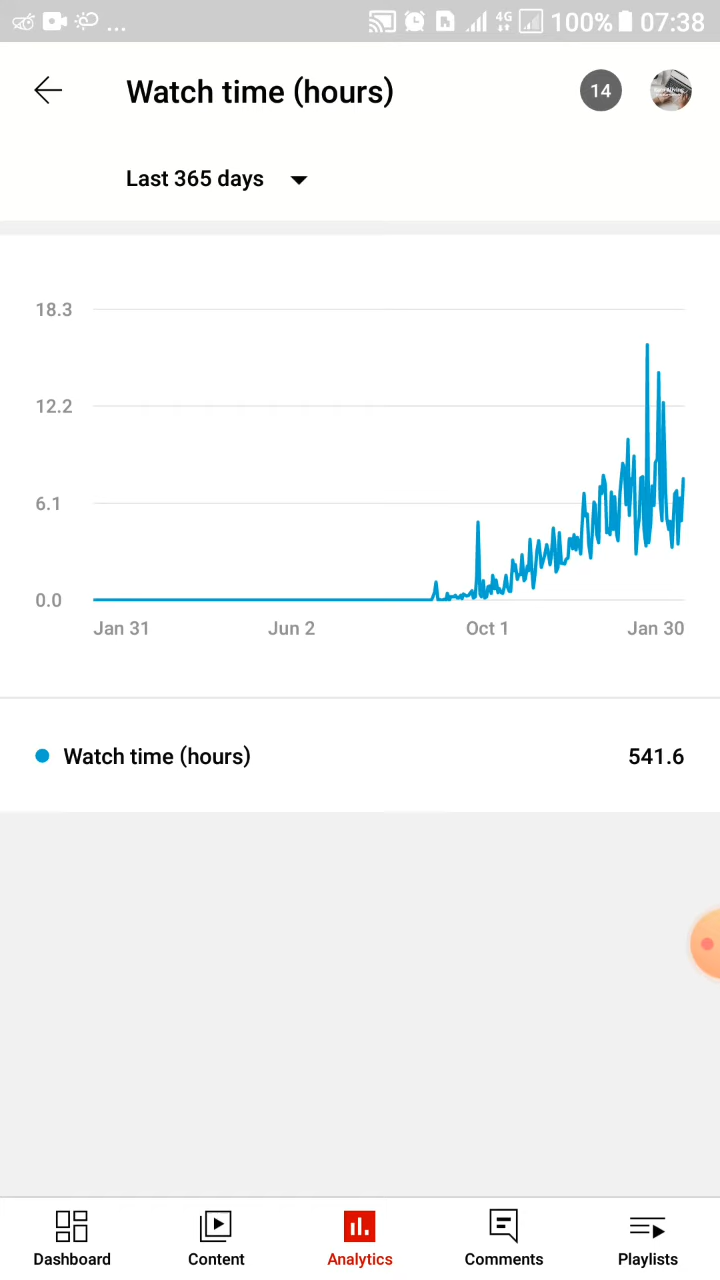 ... 4G 100% 07:38
Watch time (hours) 14
Last 365 days
18.3
12.2
6.1
0.0
Jan 31 Jun 2 Oct 1 Jan 30
Watch time (hours) 541.6
Dashboard Content Analytics Comments Playlists